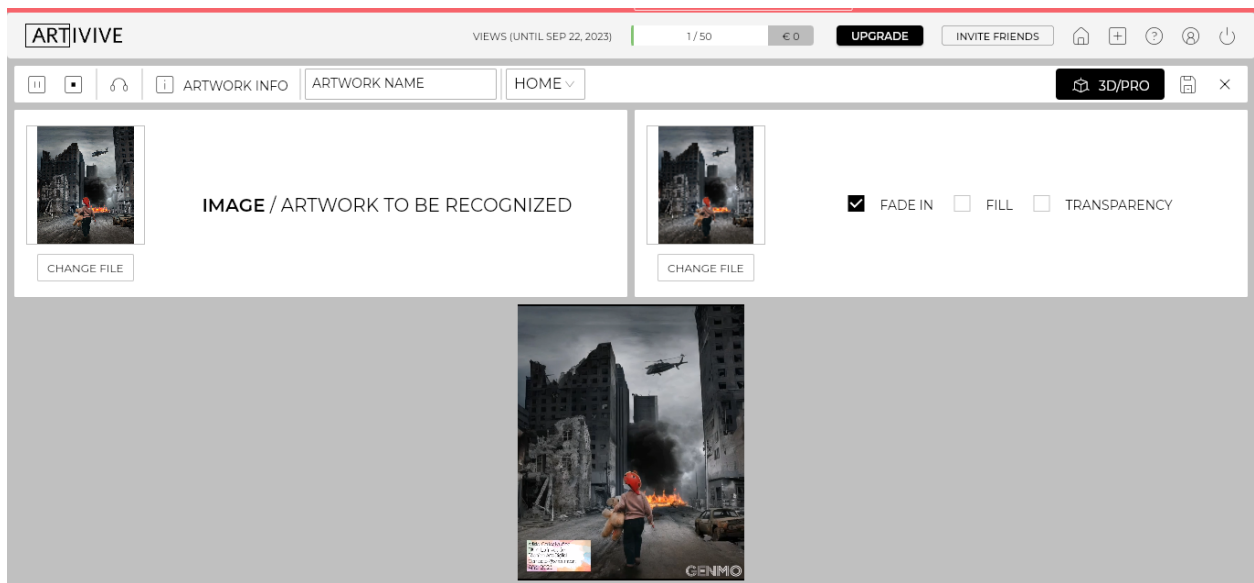 ARTIVIVE
VIEWS (UNTIL SEP 22, 2023)
1 / 50
€ 0
UPGRADE
INVITE FRIENDS
ARTWORK INFO
ARTWORK NAME
HOME
3D/PRO
IMAGE / ARTWORK TO BE RECOGNIZED
FADE IN
FILL
TRANSPARENCY
CHANGE FILE
CHANGE FILE
GENMO